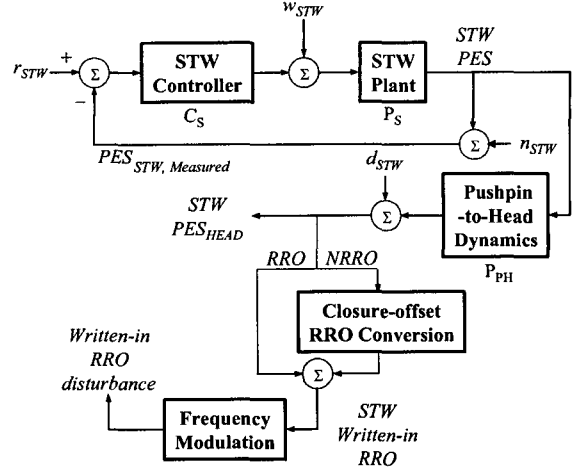 w_STW
STW
PES
r_STW
+
Σ
−
STW
Controller
C_S
Σ
STW
Plant
P_S
PES_STW, Measured
Σ
n_STW
d_STW
STW
PES_HEAD
Σ
Pushpin
-to-Head
Dynamics
P_PH
RRO
NRRO
Closure-offset
RRO Conversion
Written-in
RRO
disturbance
Σ
Frequency
Modulation
STW
Written-in
RRO